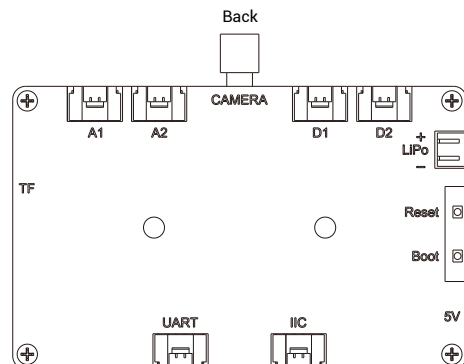 Back
CAMERA
A1 A2 D1 D2
+
LiPo
−
TF
Reset
Boot
5V
UART IIC